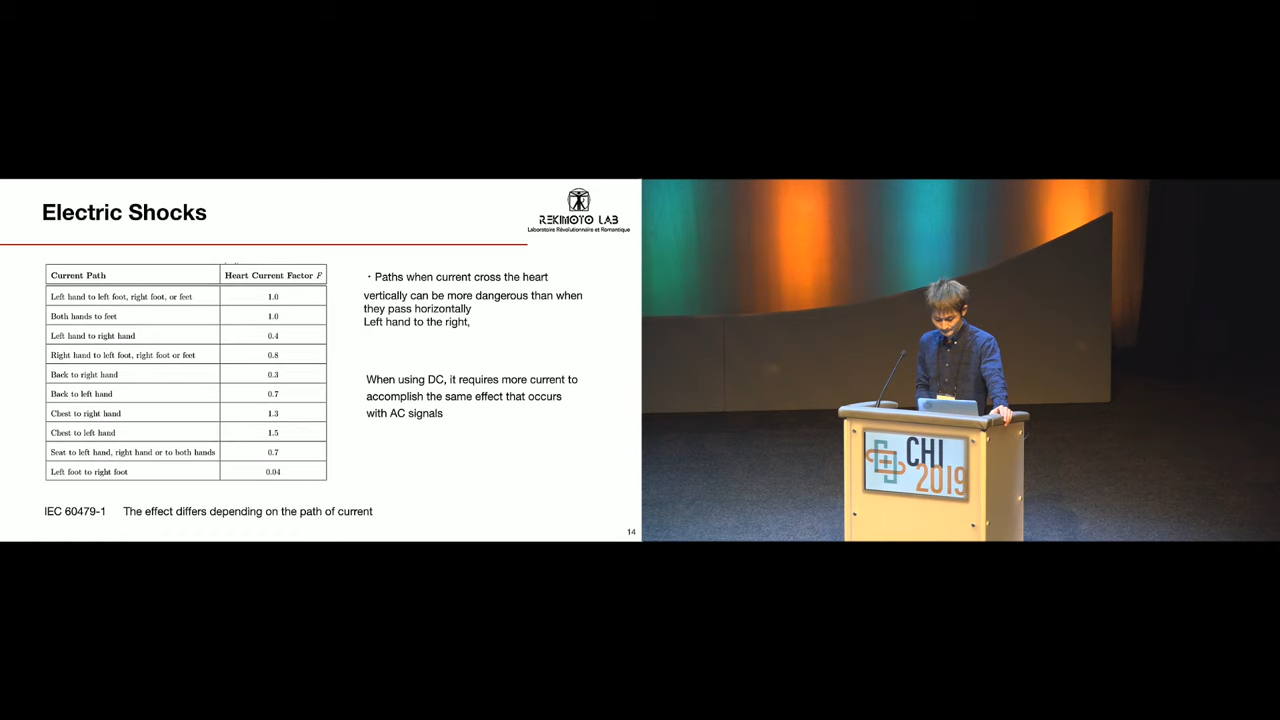 Electric Shocks
REKIMOTO LAB
Laboratoire Révolutionnaire et Romantique
Current Path Heart Current Factor F
Left hand to left foot, right foot, or feet 1.0
Both hands to feet 1.0
Left hand to right hand 0.4
Right hand to left foot, right foot or feet 0.8
Back to right hand 0.3
Back to left hand 0.7
Chest to right hand 1.3
Chest to left hand 1.5
Seat to left hand, right hand or to both hands 0.7
Left foot to right foot 0.04
・Paths when current cross the heart
vertically can be more dangerous than when
they pass horizontally
Left hand to the right,
When using DC, it requires more current to
accomplish the same effect that occurs
with AC signals
IEC 60479-1 The effect differs depending on the path of current
14
CHI
2019